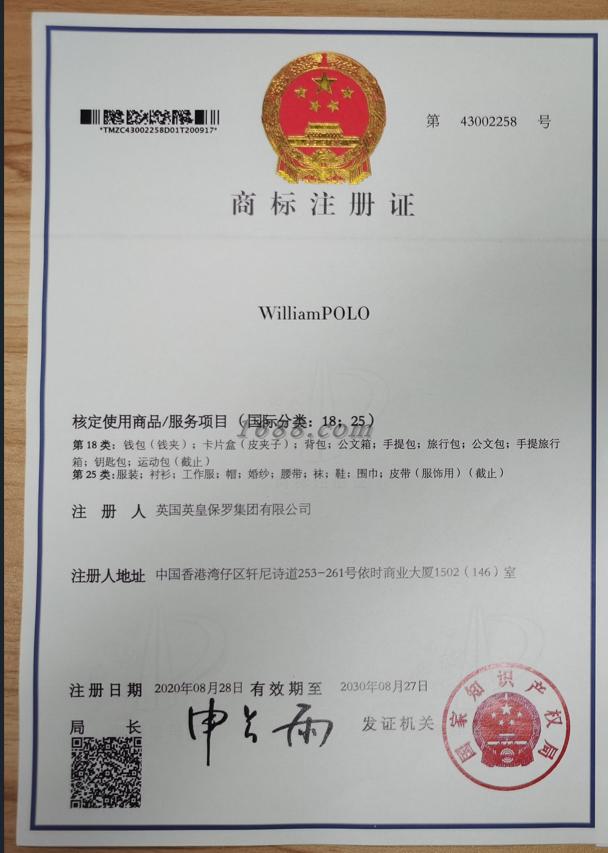 *TMZC43002258D01T200917*
第 43002258 号
商标注册证
WilliamPOLO
核定使用商品/服务项目（国际分类：18；25）
1688.com
第 18 类：钱包（钱夹）；卡片盒（皮夹子）；背包；公文箱；手提包；旅行包；公文包；手提旅行
箱；钥匙包；运动包（截止）
第 25 类：服装；衬衫；工作服；帽；婚纱；腰带；袜；鞋；围巾；皮带（服饰用）（截止）
注 册 人 英国英皇保罗集团有限公司
注册人地址 中国香港湾仔区轩尼诗道253-261号依时商业大厦1502（146）室
注册日期 2020年08月28日 有效期至 2030年08月27日
局 长 申长雨 发证机关
国家知识产权局